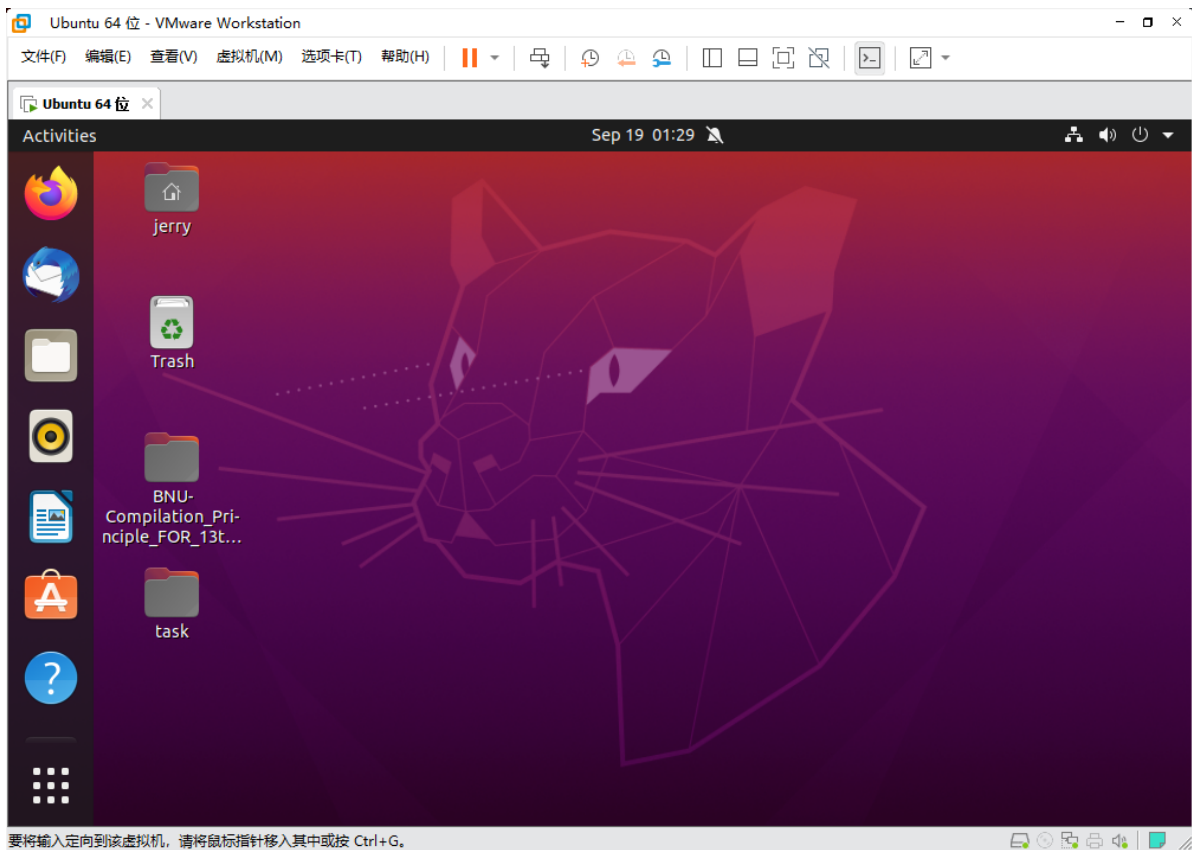 Ubuntu 64 位 - VMware Workstation
文件(F) 编辑(E) 查看(V) 虚拟机(M) 选项卡(T) 帮助(H)
Ubuntu 64 位
Activities Sep 19 01:29
jerry
Trash
BNU-
Compilation_Pri-
nciple_FOR_13t...
task
要将输入定向到该虚拟机，请将鼠标指针移入其中或按 Ctrl+G。